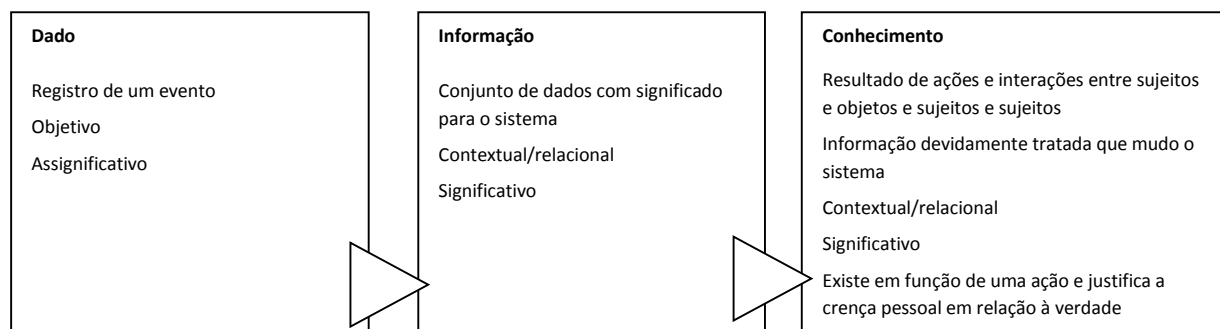 Dado
Registro de um evento
Objetivo
Assignificativo
Informação
Conjunto de dados com significado
para o sistema
Contextual/relacional
Significativo
Conhecimento
Resultado de ações e interações entre sujeitos
e objetos e sujeitos e sujeitos
Informação devidamente tratada que mudo o
sistema
Contextual/relacional
Significativo
Existe em função de uma ação e justifica a
crença pessoal em relação à verdade